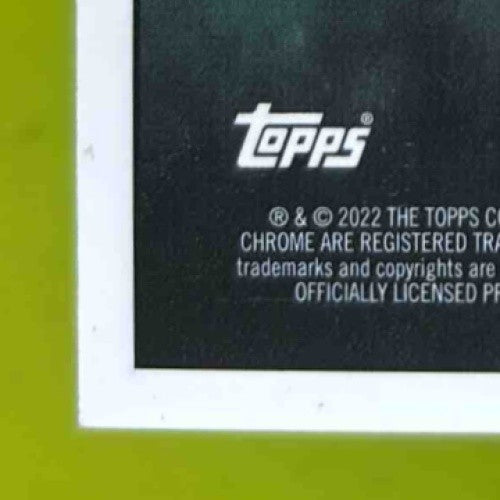 Topps®
® & © 2022 THE TOPPS
CHROME ARE REGISTERED
trademarks and copyrights are
OFFICIALLY LICENSED